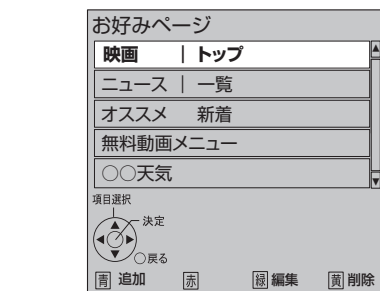 お好みページ
映画 | トップ
ニュース | 一覧
オススメ 新着
無料動画メニュー
○○天気
項目選択
決定
戻る
青 追加 赤 緑 編集 黄 削除